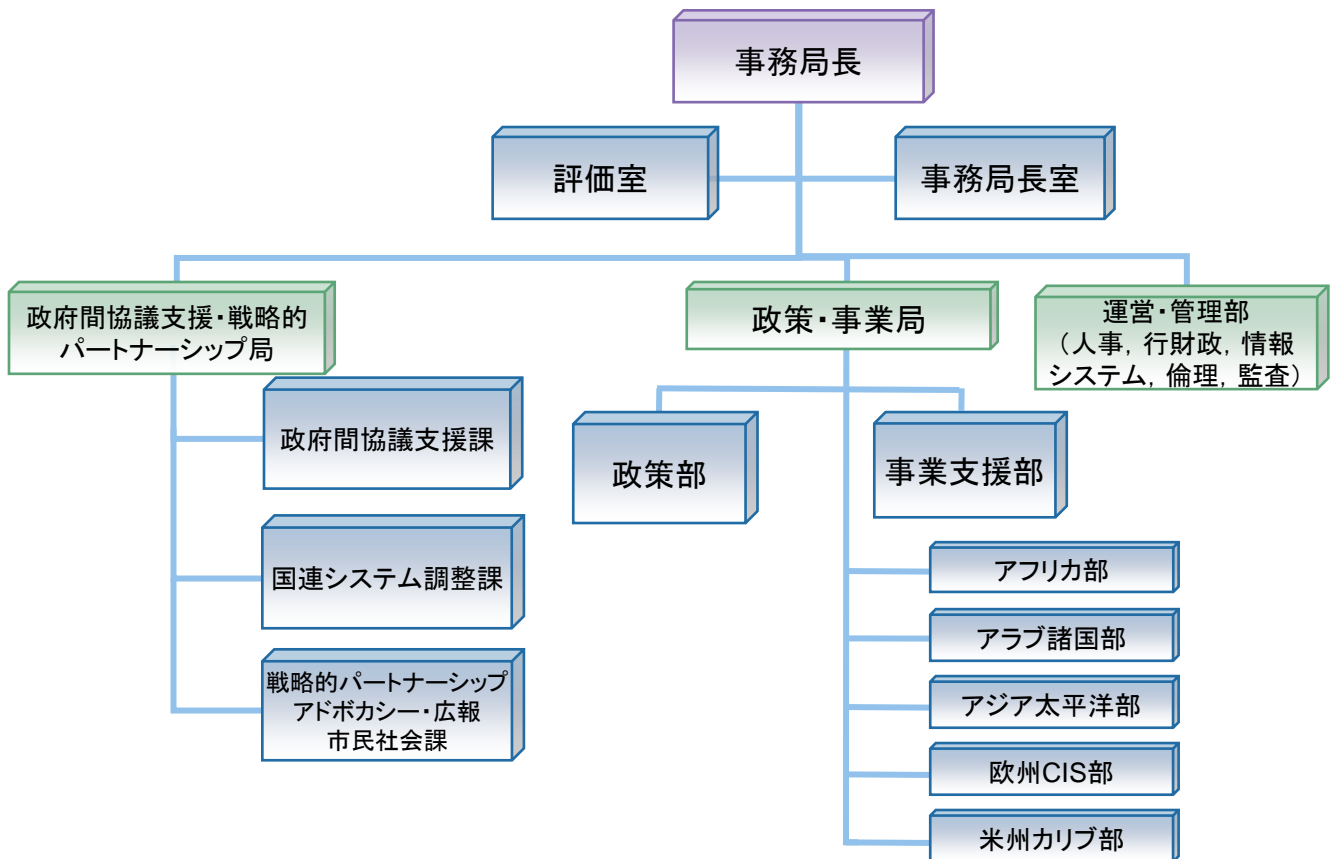 事務局長
評価室
事務局長室
政府間協議支援・戦略的
パートナーシップ局
政策・事業局
運営・管理部
（人事，行財政，情報
システム，倫理，監査）
政府間協議支援課
国連システム調整課
戦略的パートナーシップ
アドボカシー・広報
市民社会課
政策部
事業支援部
アフリカ部
アラブ諸国部
アジア太平洋部
欧州CIS部
米州カリブ部